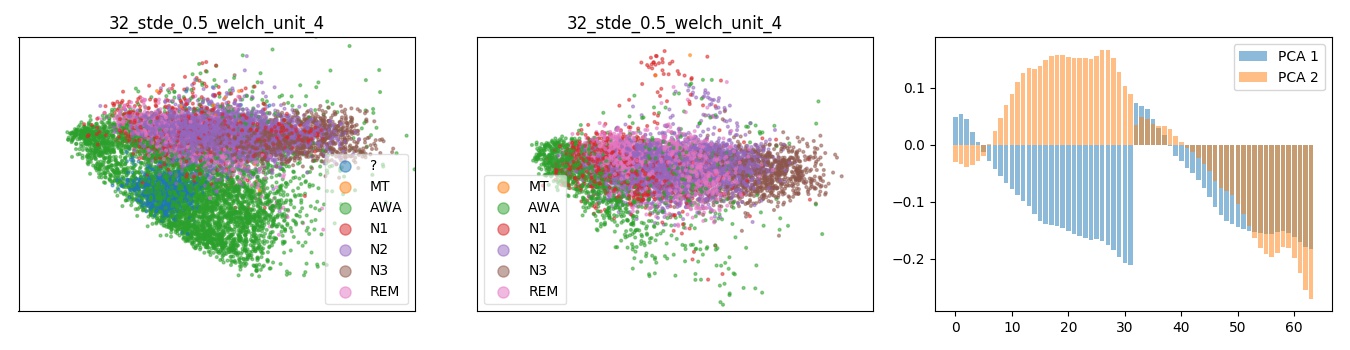 32_stde_0.5_welch_unit_4
?
MT
AWA
N1
N2
N3
REM
32_stde_0.5_welch_unit_4
MT
AWA
N1
N2
N3
REM
PCA 1
PCA 2
0.1
0.0
−0.1
−0.2
0 10 20 30 40 50 60